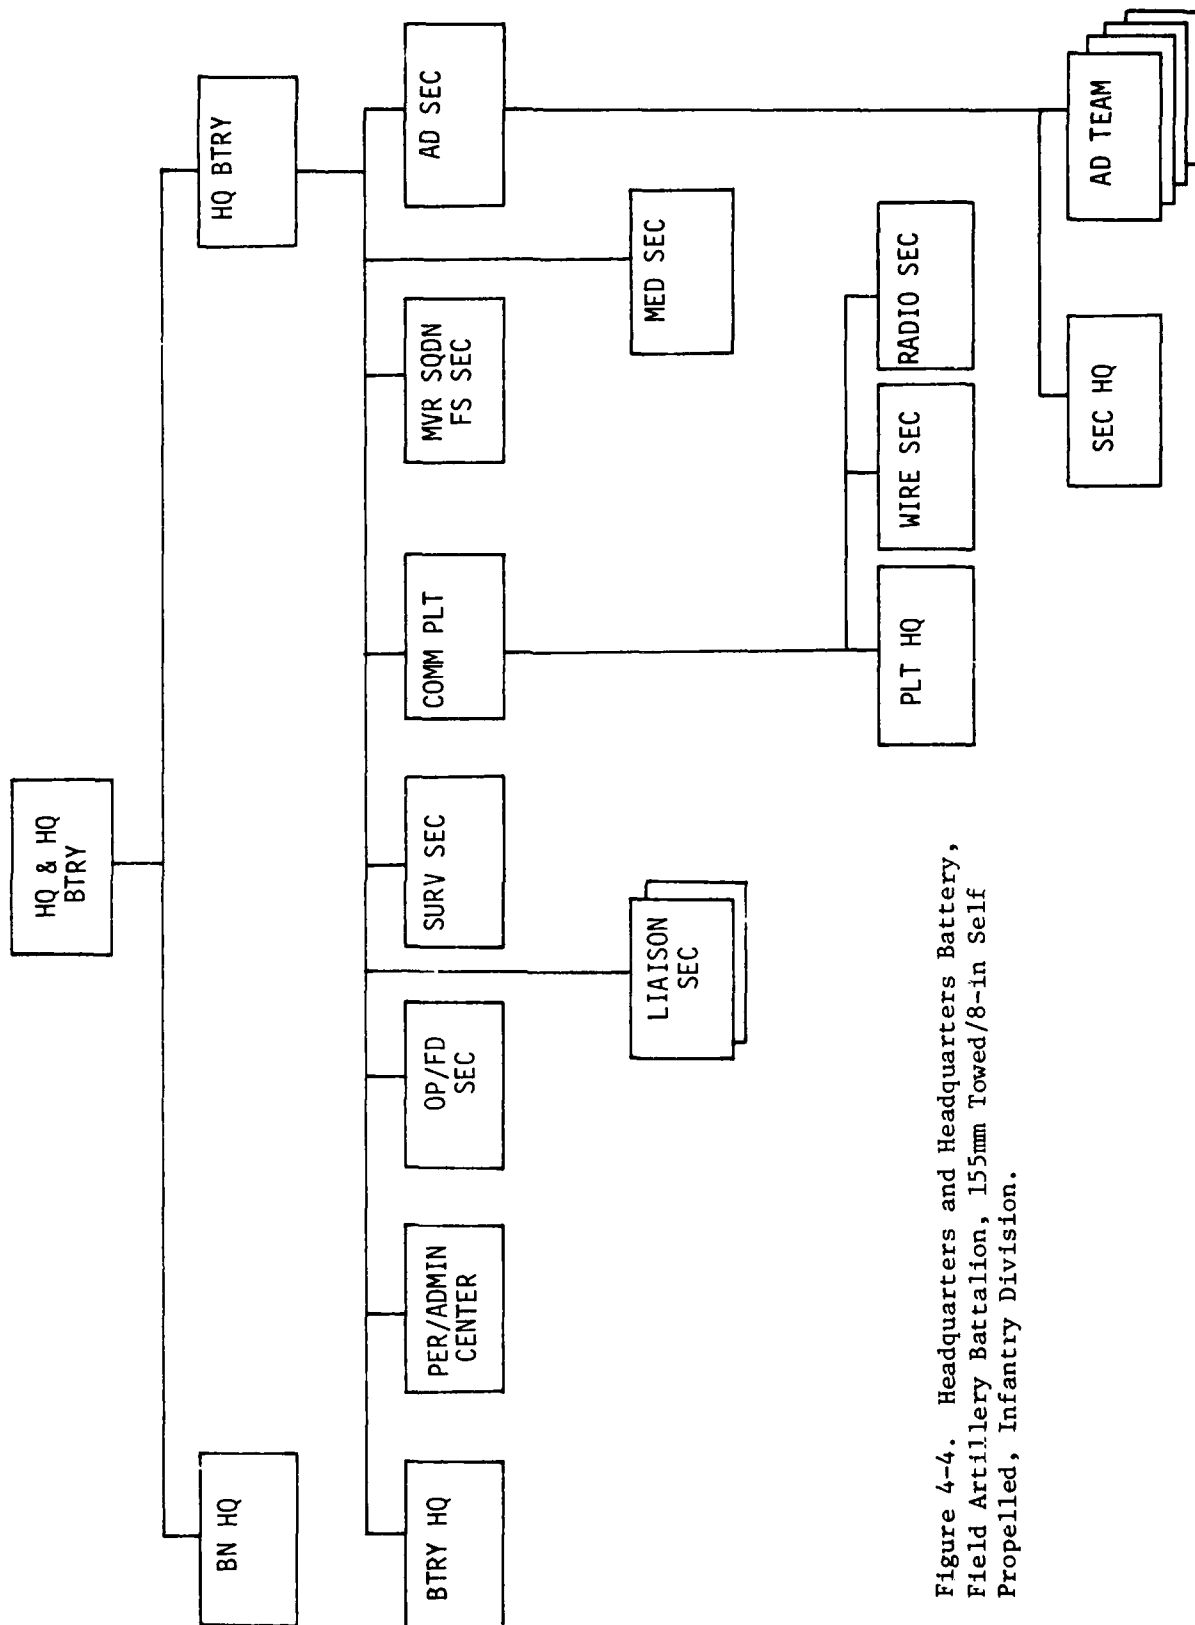 HQ & HQ
BTRY
BN HQ
HQ BTRY
BTRY HQ
PER/ADMIN
CENTER
OP/FD
SEC
SURV SEC
COMM PLT
MVR SQDN
FS SEC
AD SEC
LIAISON
SEC
MED SEC
PLT HQ
WIRE SEC
RADIO SEC
SEC HQ
AD TEAM
Figure 4-4. Headquarters and Headquarters Battery,
Field Artillery Battalion, 155mm Towed/8-in Self
Propelled, Infantry Division.